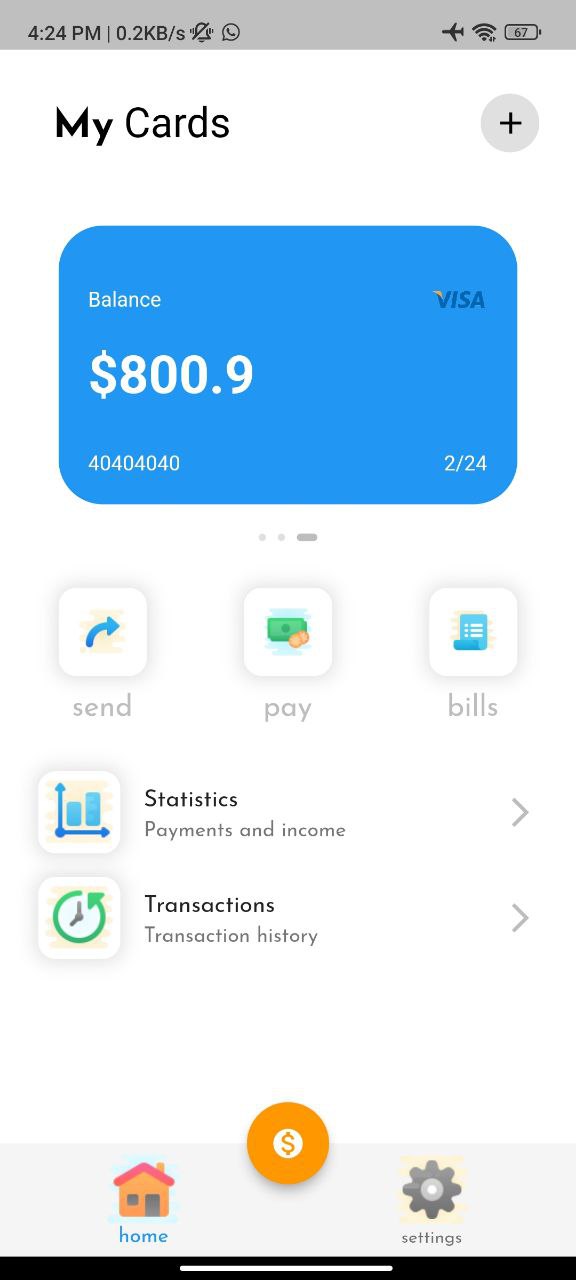 4:24 PM | 0.2KB/s
67
My Cards
Balance
VISA
$800.9
40404040
2/24
send
pay
bills
Statistics
Payments and income
Transactions
Transaction history
home
settings